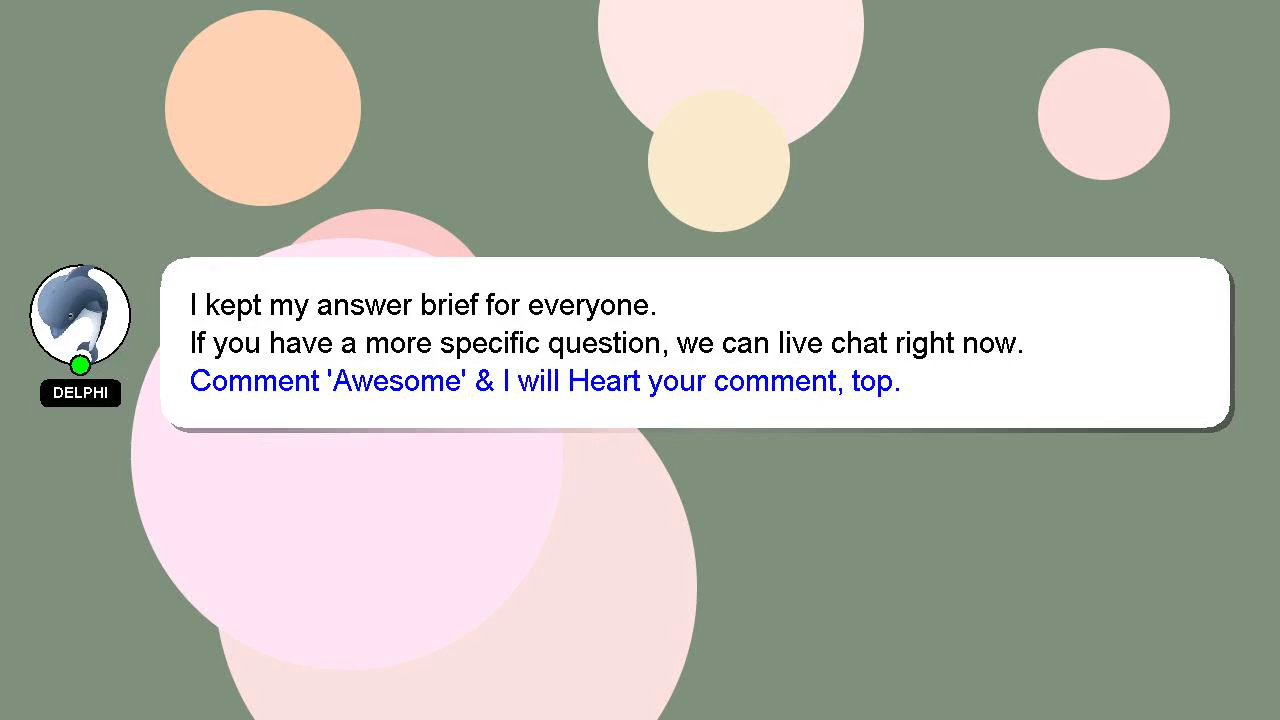 I kept my answer brief for everyone.
If you have a more specific question, we can live chat right now.
Comment 'Awesome' & I will Heart your comment, top.
DELPHI